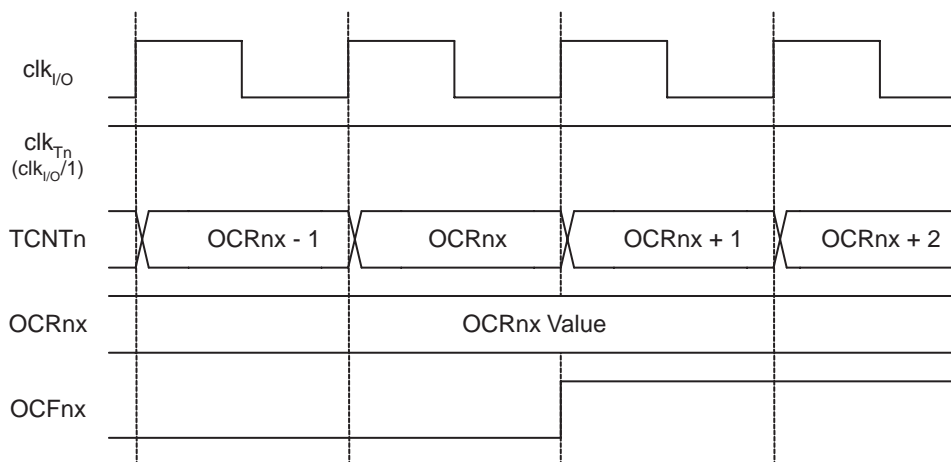 clkI/O
clkTn
(clkI/O/1)
TCNTn
OCRnx - 1
OCRnx
OCRnx + 1
OCRnx + 2
OCRnx
OCRnx Value
OCFnx